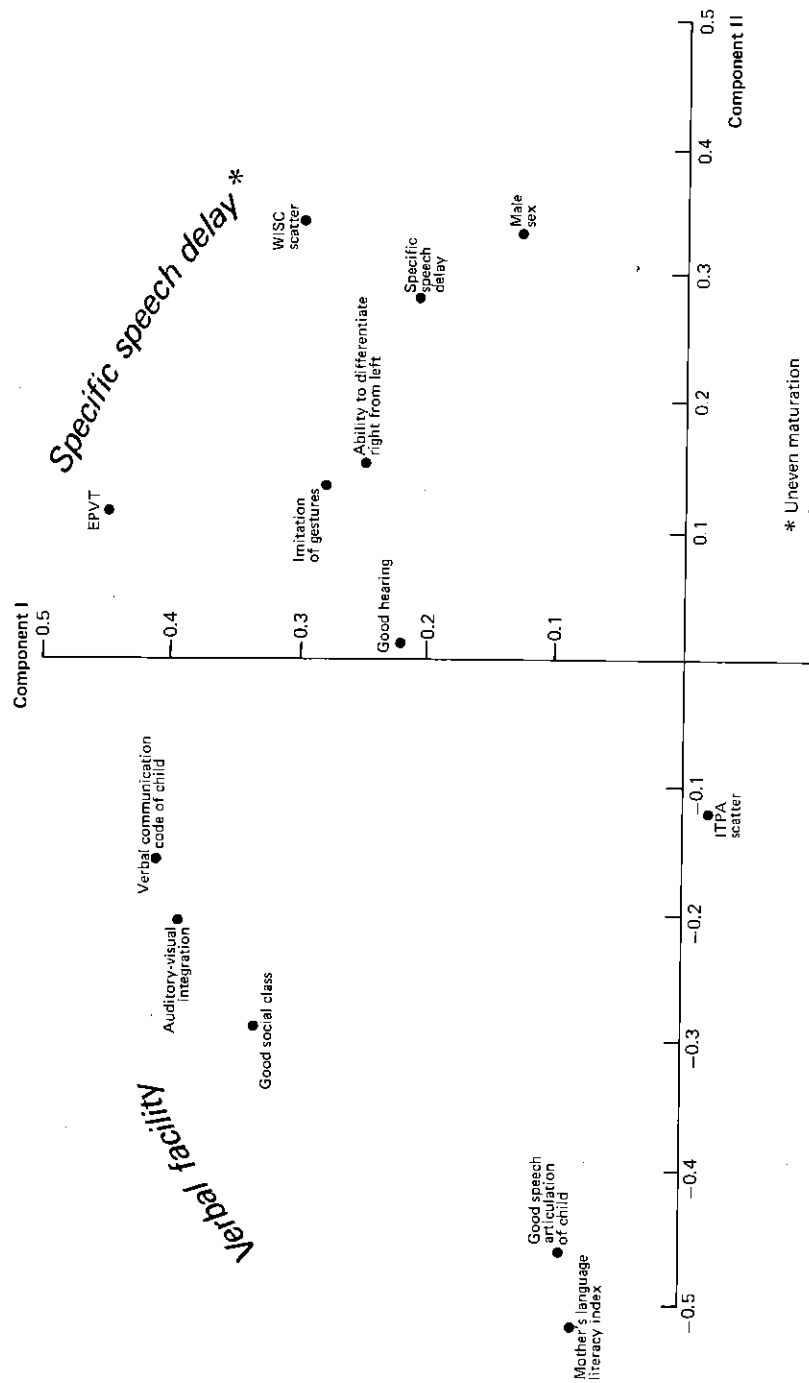 Component I
0.5
Specific speech delay *
EPVT
Verbal facility
Verbal communication
code of child
0.4
Auditory-visual
integration
Good social class
WISC
scatter
0.3
Imitation
of gestures
Ability to differentiate
right from left
Good hearing
Specific
speech
delay
0.2
Male
sex
Good speech
articulation
of child
0.1
Mother's language
literacy index
−0.5
−0.4
−0.3
−0.2
−0.1
0.1
0.2
0.3
0.4
0.5
ITPA
scatter
Component II
* Uneven maturation